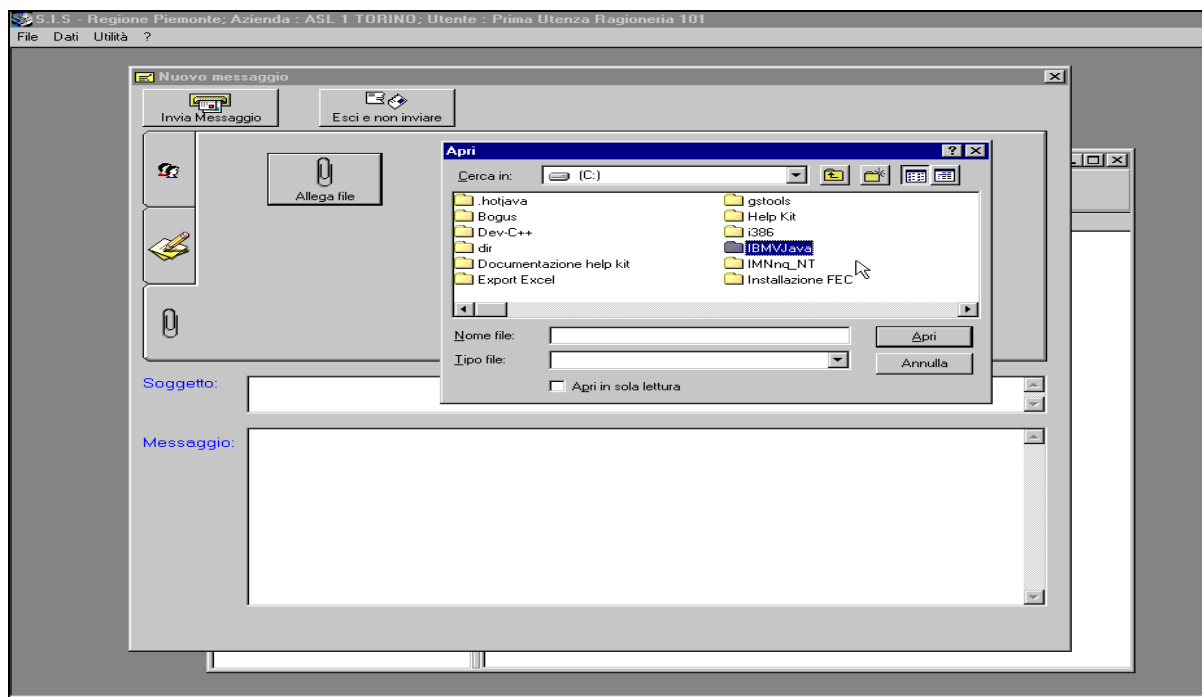 S.I.S - Regione Piemonte; Azienda : ASL 1 TORINO; Utente : Prima Utenza Ragioneria 101
File Dati Utilità ?
Nuovo messaggio
Invia Messaggio Esci e non inviare
Allega file
Apri
Cerca in: (C:)
.hotjava gstools
Bogus Help Kit
Dev-C++ i386
dir IBMVJava
Documentazione help kit IMNnq_NT
Export Excel Installazione FEC
Nome file: Apri
Tipo file: Annulla
Apri in sola lettura
Soggetto:
Messaggio: